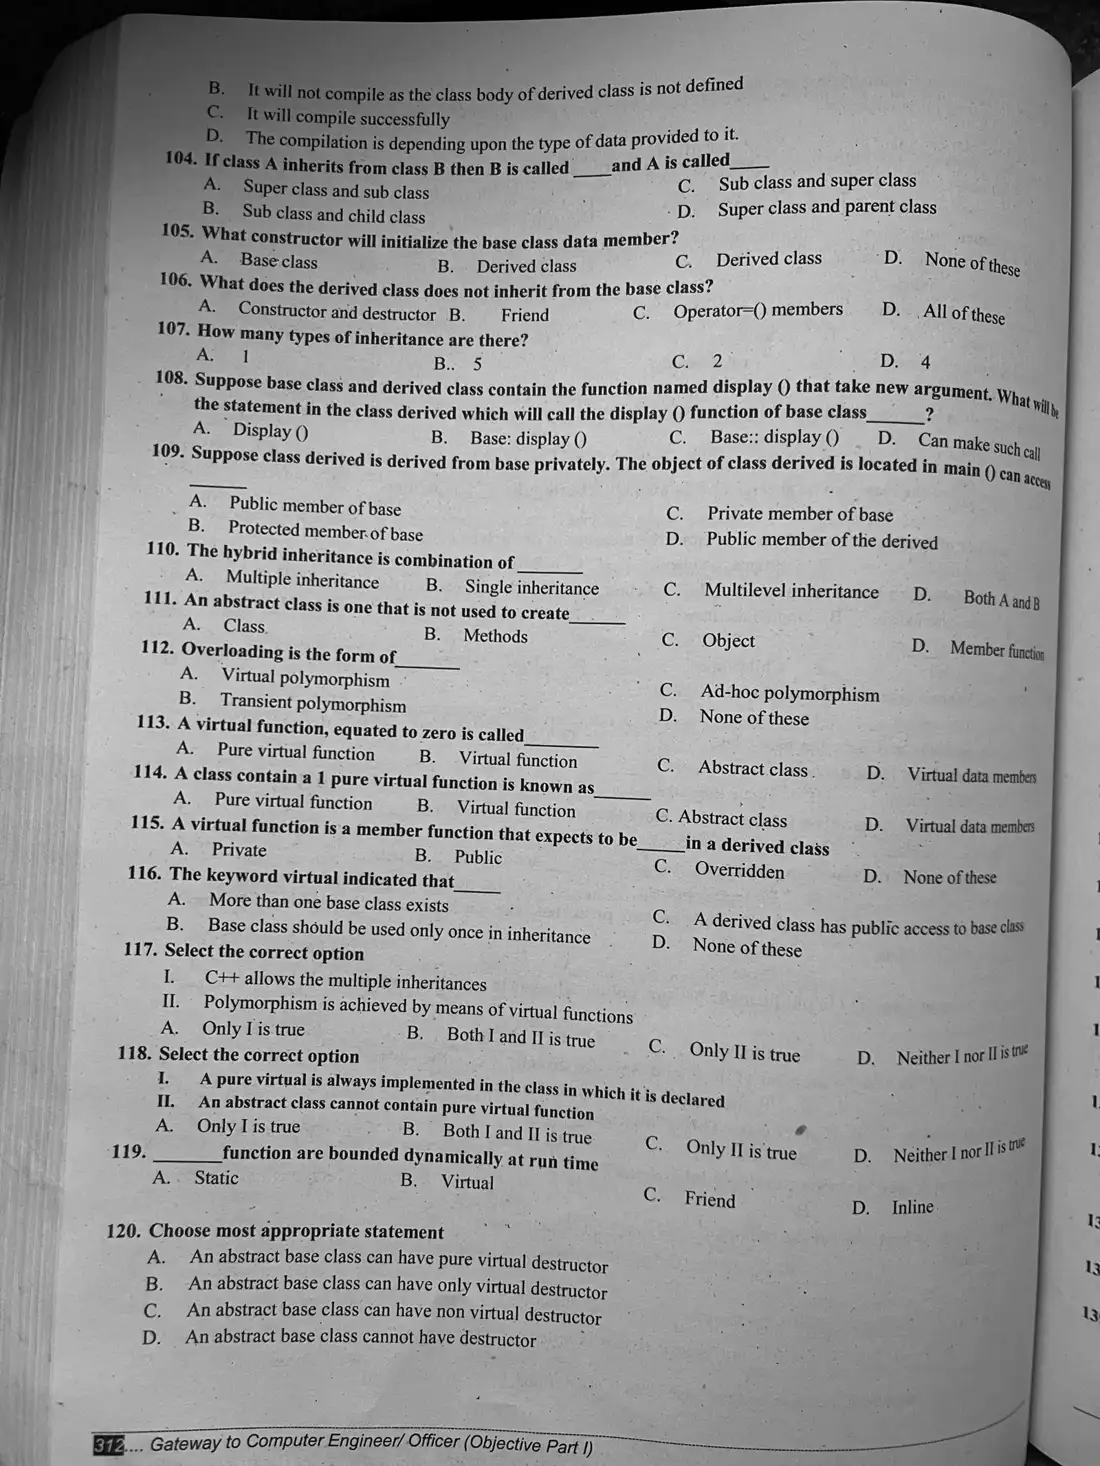 B. It will not compile as the class body of derived class is not defined
C. It will compile successfully
D. The compilation is depending upon the type of data provided to it.
104. If class A inherits from class B then B is called ____ and A is called____
A. Super class and sub class C. Sub class and super class
B. Sub class and child class D. Super class and parent class
105. What constructor will initialize the base class data member?
A. Base class B. Derived class C. Derived class D. None of these
106. What does the derived class does not inherit from the base class?
A. Constructor and destructor B. Friend C. Operator=() members D. All of these
107. How many types of inheritance are there?
A. 1 B.. 5 C. 2 D. 4
108. Suppose base class and derived class contain the function named display () that take new argument. What will be
the statement in the class derived which will call the display () function of base class______?
A. Display () B. Base: display () C. Base:: display () D. Can make such call
109. Suppose class derived is derived from base privately. The object of class derived is located in main () can access
______
A. Public member of base C. Private member of base
B. Protected member of base D. Public member of the derived
110. The hybrid inheritance is combination of ______
A. Multiple inheritance B. Single inheritance C. Multilevel inheritance D. Both A and B
111. An abstract class is one that is not used to create______
A. Class B. Methods C. Object D. Member function
112. Overloading is the form of______
A. Virtual polymorphism C. Ad-hoc polymorphism
B. Transient polymorphism D. None of these
113. A virtual function, equated to zero is called______
A. Pure virtual function B. Virtual function C. Abstract class . D. Virtual data members
114. A class contain a 1 pure virtual function is known as______
A. Pure virtual function B. Virtual function C. Abstract class D. Virtual data members
115. A virtual function is a member function that expects to be_____in a derived class
A. Private B. Public C. Overridden D. None of these
116. The keyword virtual indicated that_____
A. More than one base class exists C. A derived class has public access to base class
B. Base class should be used only once in inheritance D. None of these
117. Select the correct option
I. C++ allows the multiple inheritances
II. Polymorphism is achieved by means of virtual functions
A. Only I is true B. Both I and II is true C. Only II is true D. Neither I nor II is true
118. Select the correct option
I. A pure virtual is always implemented in the class in which it is declared
II. An abstract class cannot contain pure virtual function
A. Only I is true B. Both I and II is true C. Only II is true D. Neither I nor II is true
119. _______function are bounded dynamically at run time
A. Static B. Virtual C. Friend D. Inline
120. Choose most appropriate statement
A. An abstract base class can have pure virtual destructor
B. An abstract base class can have only virtual destructor
C. An abstract base class can have non virtual destructor
D. An abstract base class cannot have destructor
312.... Gateway to Computer Engineer/ Officer (Objective Part I)